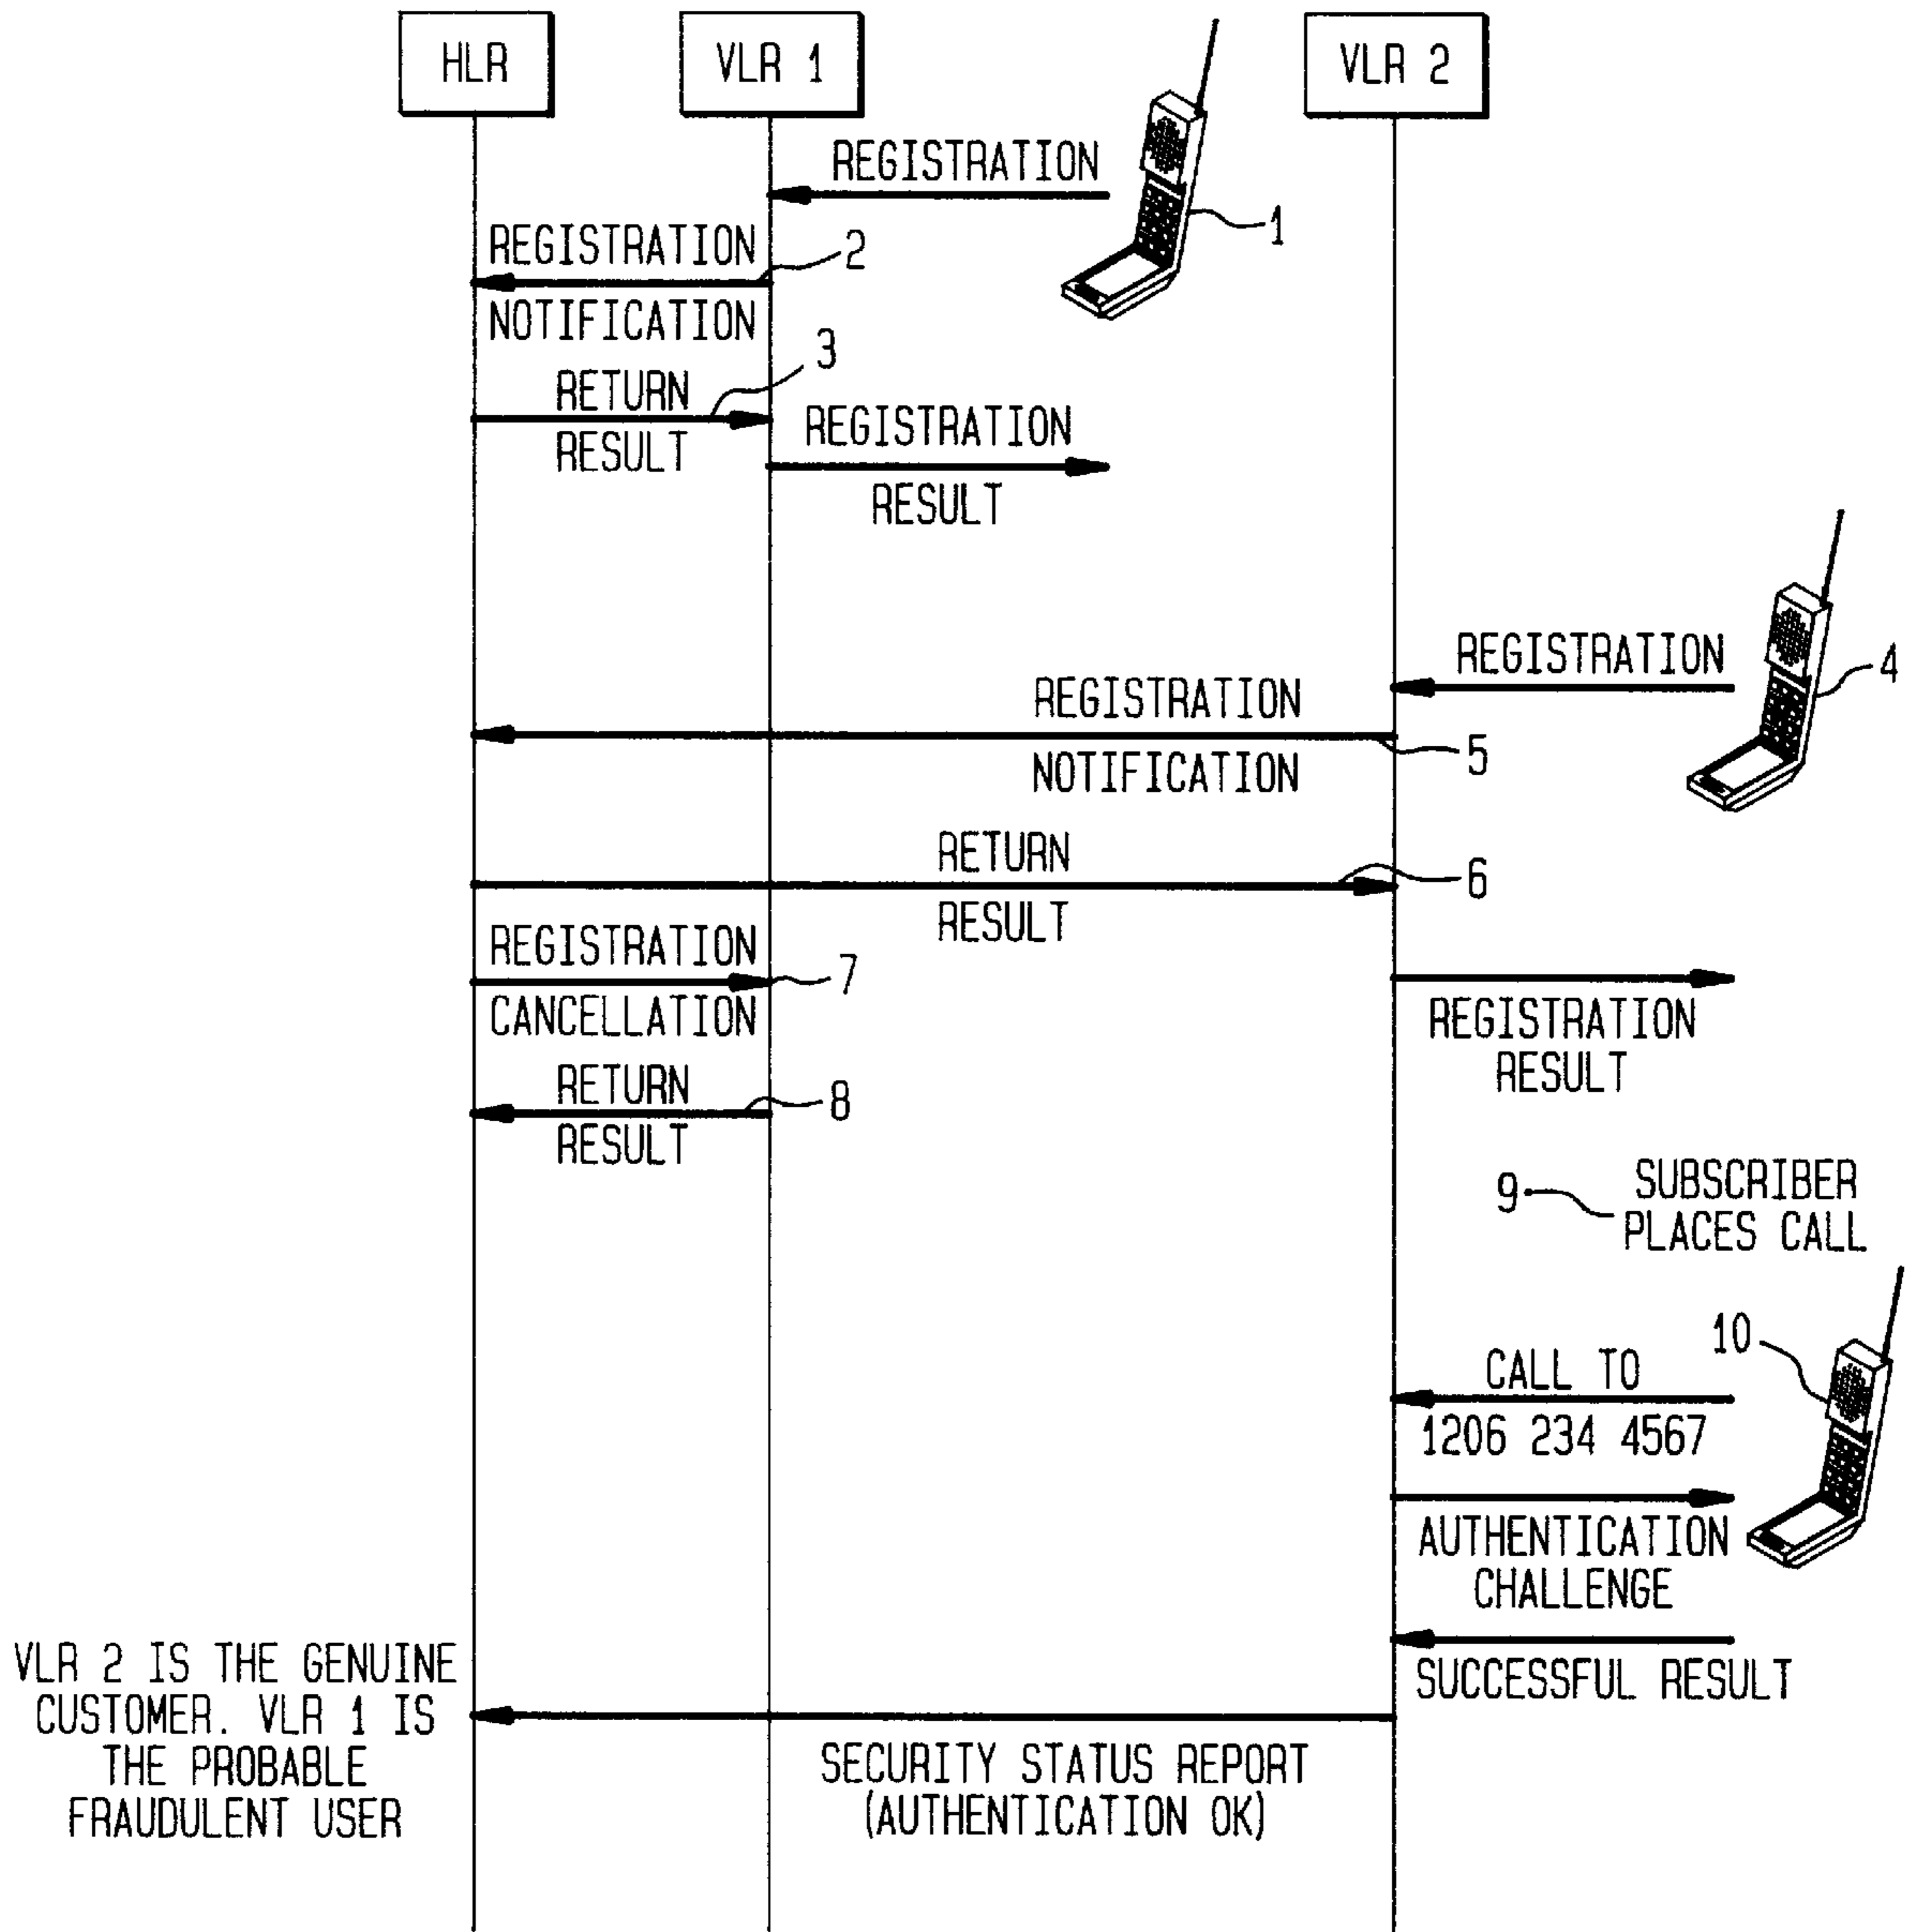 HLR
VLR 1
VLR 2
REGISTRATION
1
REGISTRATION
2
NOTIFICATION
RETURN
3
RESULT
REGISTRATION
RESULT
REGISTRATION
4
REGISTRATION
5
NOTIFICATION
RETURN
6
RESULT
REGISTRATION
7
CANCELLATION
REGISTRATION
RESULT
RETURN
8
RESULT
9
SUBSCRIBER
PLACES CALL
10
CALL TO
1206 234 4567
AUTHENTICATION
CHALLENGE
SUCCESSFUL RESULT
VLR 2 IS THE GENUINE
CUSTOMER. VLR 1 IS
THE PROBABLE
FRAUDULENT USER
SECURITY STATUS REPORT
(AUTHENTICATION OK)